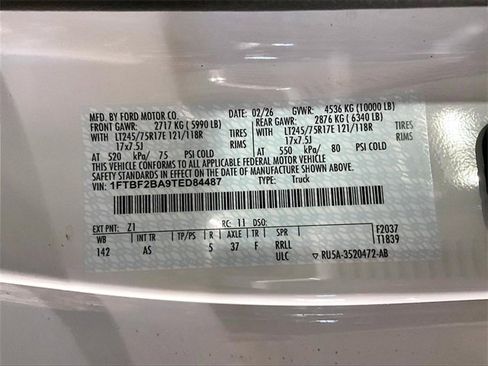 MFD. BY FORD MOTOR CO. 02/26 GVWR: 4536 KG (10000 LB)
FRONT GAWR: 2717 KG (5990 LB) REAR GAWR: 2876 KG (6340 LB)
WITH LT245/75R17E 121/118R TIRES WITH LT245/75R17E 121/118R TIRES
17x7.5J RIMS 17x7.5J RIMS
AT 520 kPa/ 75 PSI COLD AT 550 kPa/ 80 PSI COLD
THIS VEHICLE CONFORMS TO ALL APPLICABLE FEDERAL MOTOR VEHICLE
SAFETY STANDARDS IN EFFECT ON THE DATE OF MANUFACTURE SHOWN ABOVE.
VIN: 1FTBF2BA9TED84487 TYPE: Truck
EXT PNT: Z1 RC: 11 DSO: F2037
WB INT TR TP/PS R AXLE TR SPR T1839
142 AS 5 37 F RRLL
ULC RU5A-3520472-AB